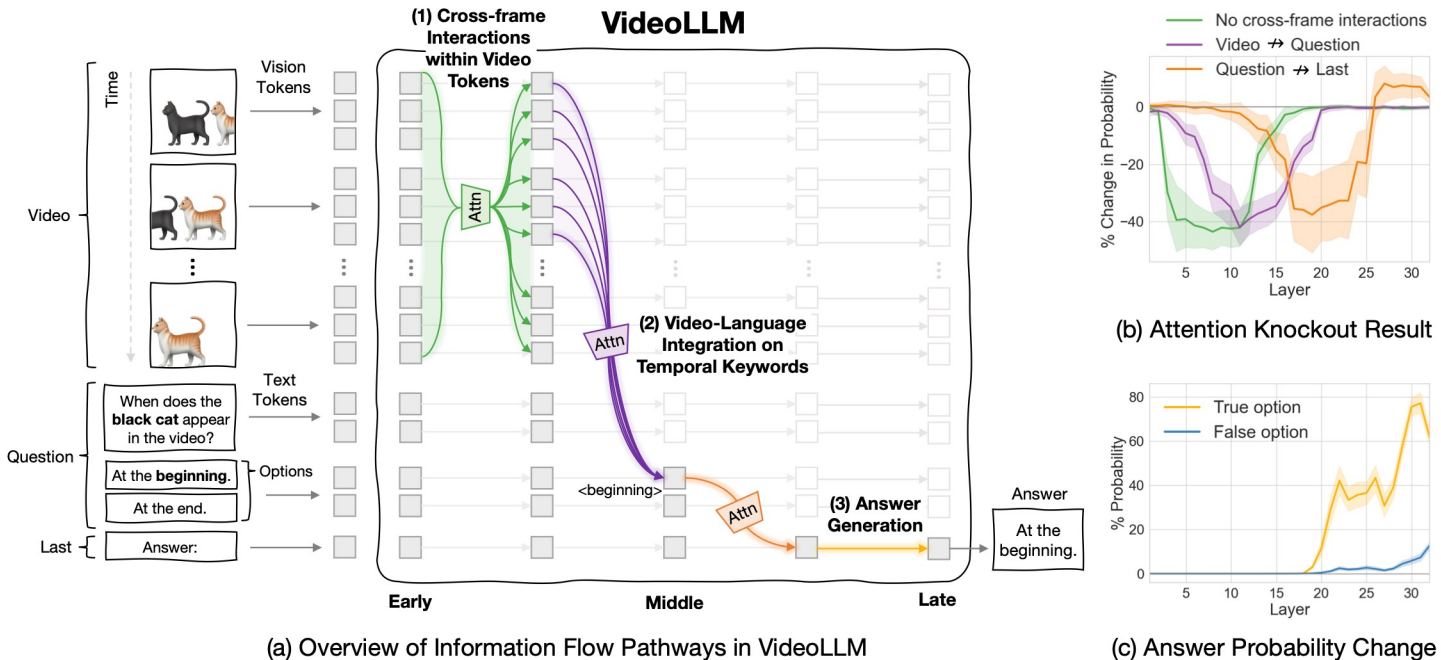 VideoLLM
(1) Cross-frame
Interactions
within Video
Tokens
Time
Vision
Tokens
Video
Attn
Attn
(2) Video-Language
Integration on
Temporal Keywords
Text
Tokens
When does the
black cat appear
in the video?
Question
At the beginning.
Options
At the end.
<beginning>
Attn
(3) Answer
Generation
Answer
At the
beginning.
Last
Answer:
Early
Middle
Late
(a) Overview of Information Flow Pathways in VideoLLM
No cross-frame interactions
Video ↛ Question
Question ↛ Last
% Change in Probability
0
−20
−40
5 10 15 20 25 30
Layer
(b) Attention Knockout Result
True option
False option
% Probability
80
60
40
20
0
5 10 15 20 25 30
Layer
(c) Answer Probability Change